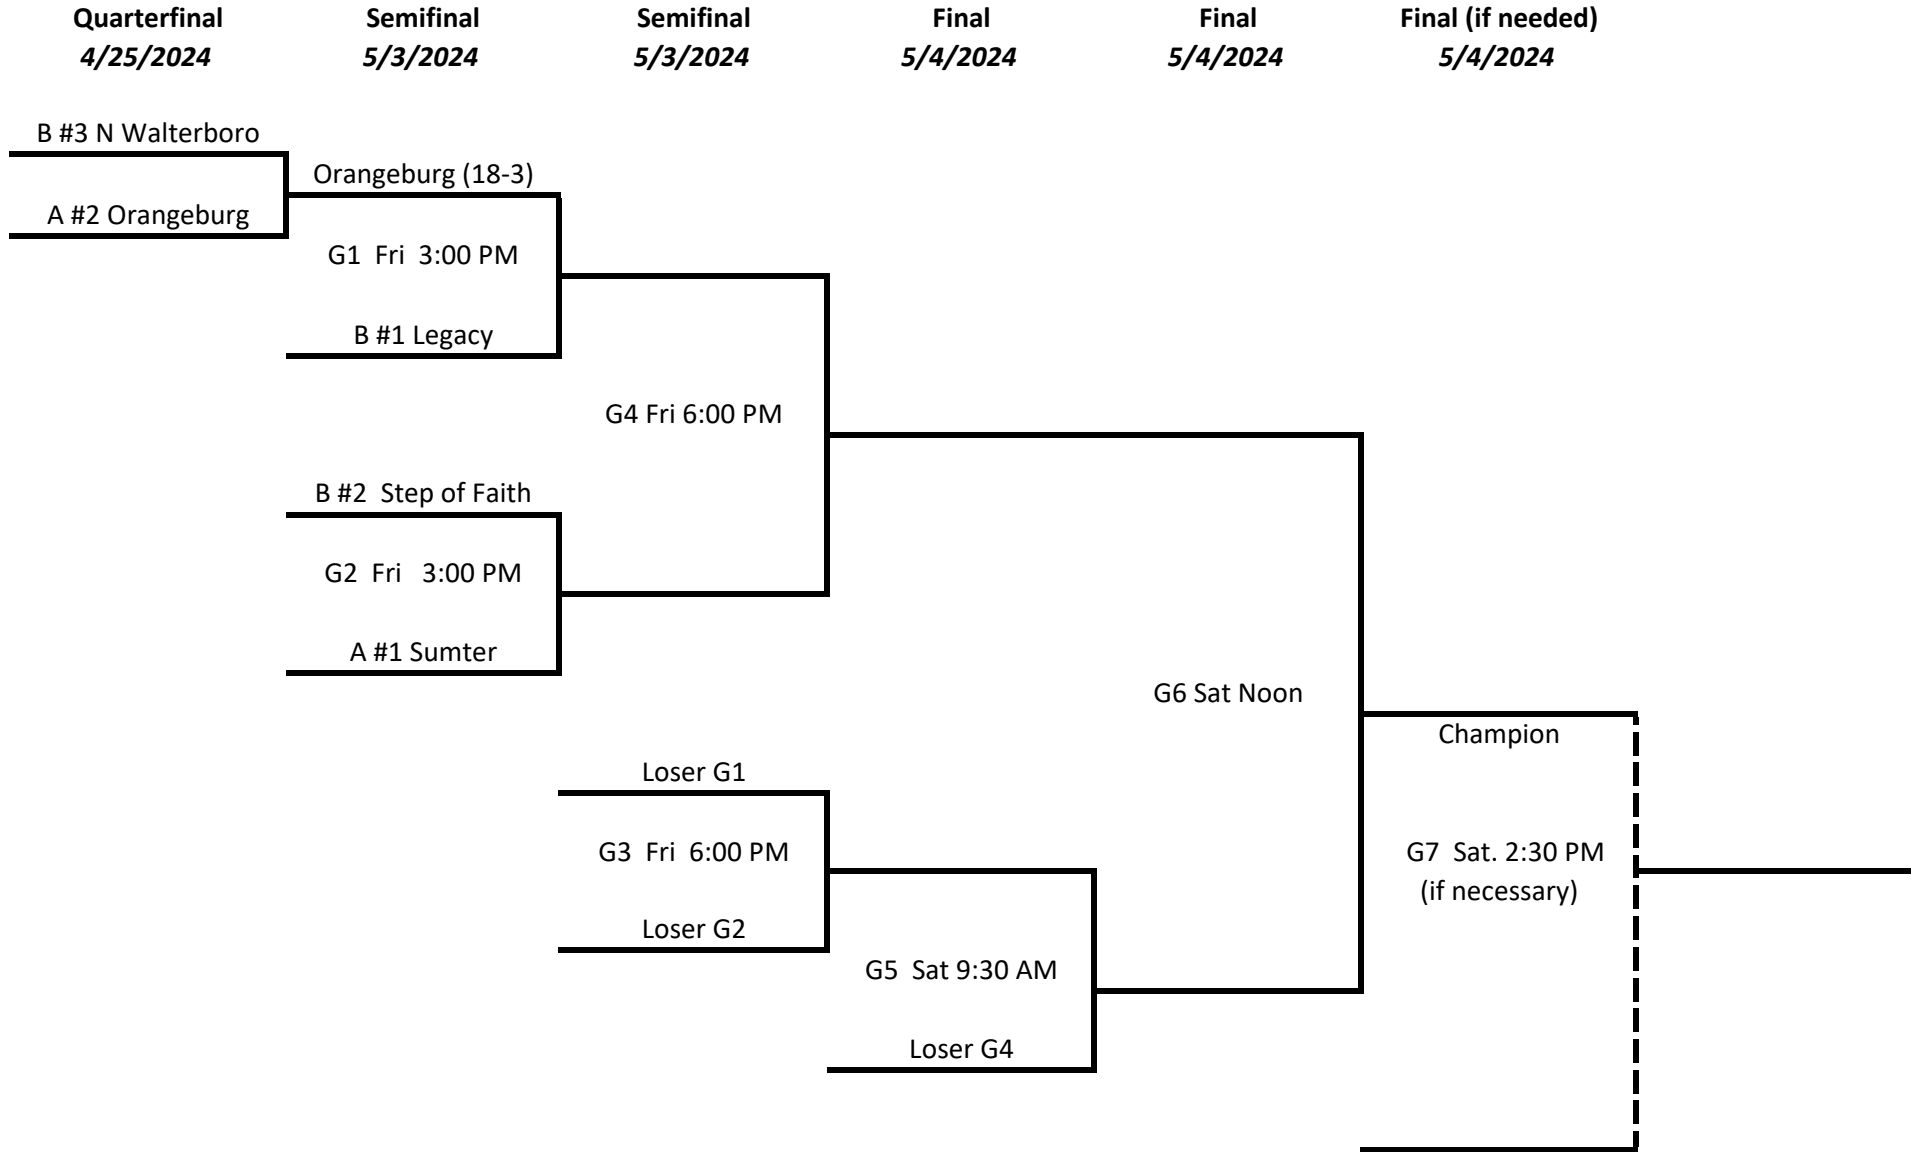 Quarterfinal Semifinal Semifinal Final Final Final (if needed)
4/25/2024 5/3/2024 5/3/2024 5/4/2024 5/4/2024 5/4/2024
B #3 N Walterboro
Orangeburg (18-3)
A #2 Orangeburg
G1 Fri 3:00 PM
B #1 Legacy
G4 Fri 6:00 PM
B #2 Step of Faith
G2 Fri 3:00 PM
A #1 Sumter
G6 Sat Noon
Champion
Loser G1
G3 Fri 6:00 PM
G7 Sat. 2:30 PM
(if necessary)
Loser G2
G5 Sat 9:30 AM
Loser G4